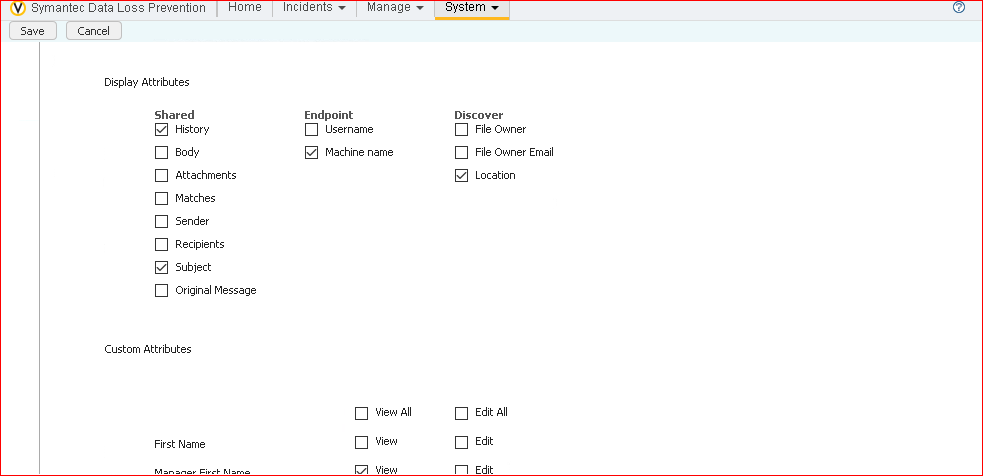 Symantec Data Loss Prevention Home Incidents Manage System
Save Cancel
Display Attributes
Shared Endpoint Discover
History Username File Owner
Body Machine name File Owner Email
Attachments Location
Matches
Sender
Recipients
Subject
Original Message
Custom Attributes
View All Edit All
First Name View Edit
Manager First Name View Edit